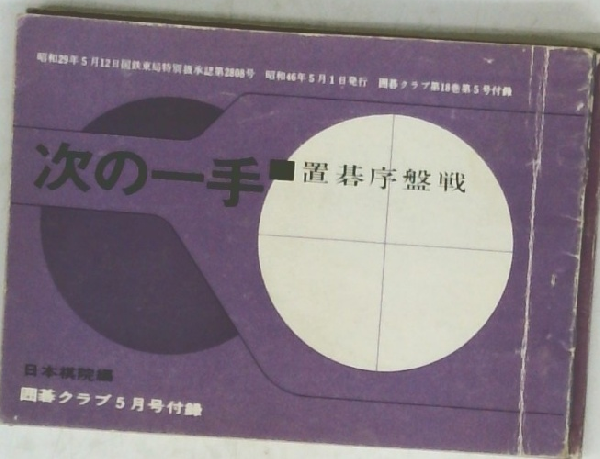 昭和29年5月12日国鉄東局特別扱承認第2808号 昭和46年5月1日発行 囲碁クラブ第18巻第5号付録
次の一手■置碁序盤戦
日本棋院編
囲碁クラブ5月号付録